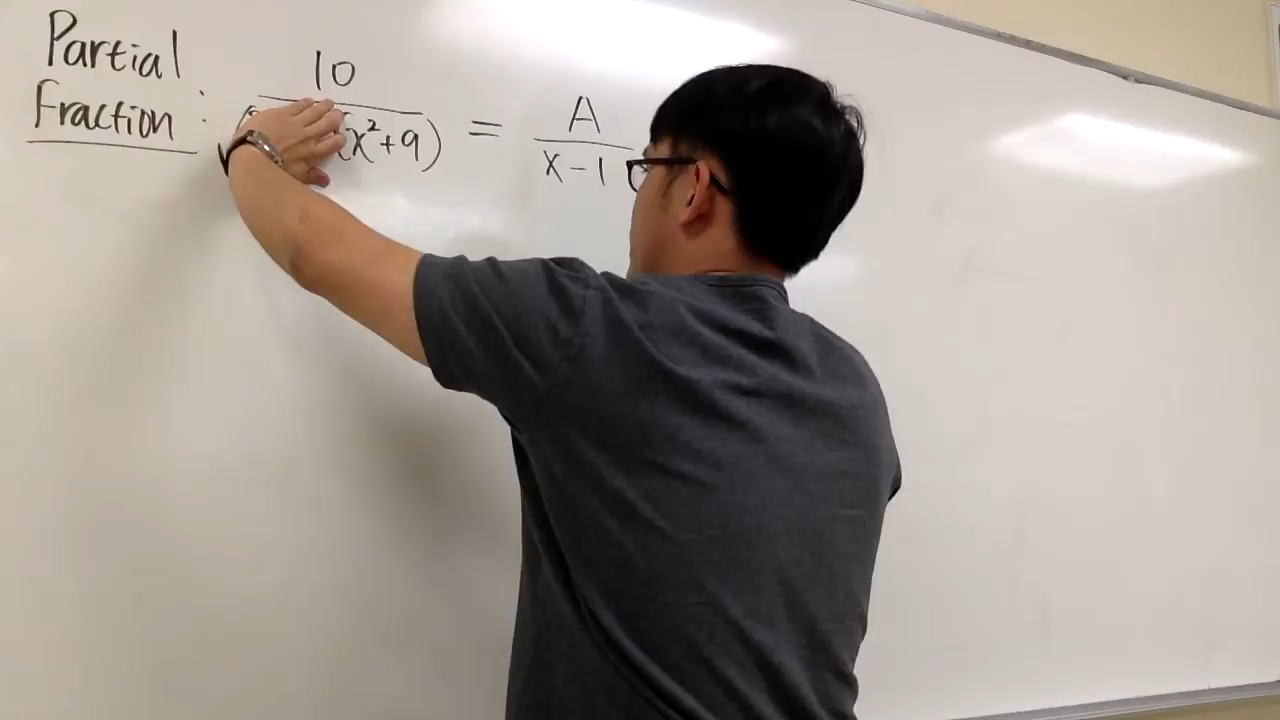 Partial
Fraction :
10 / (x²+9) = A / x-1